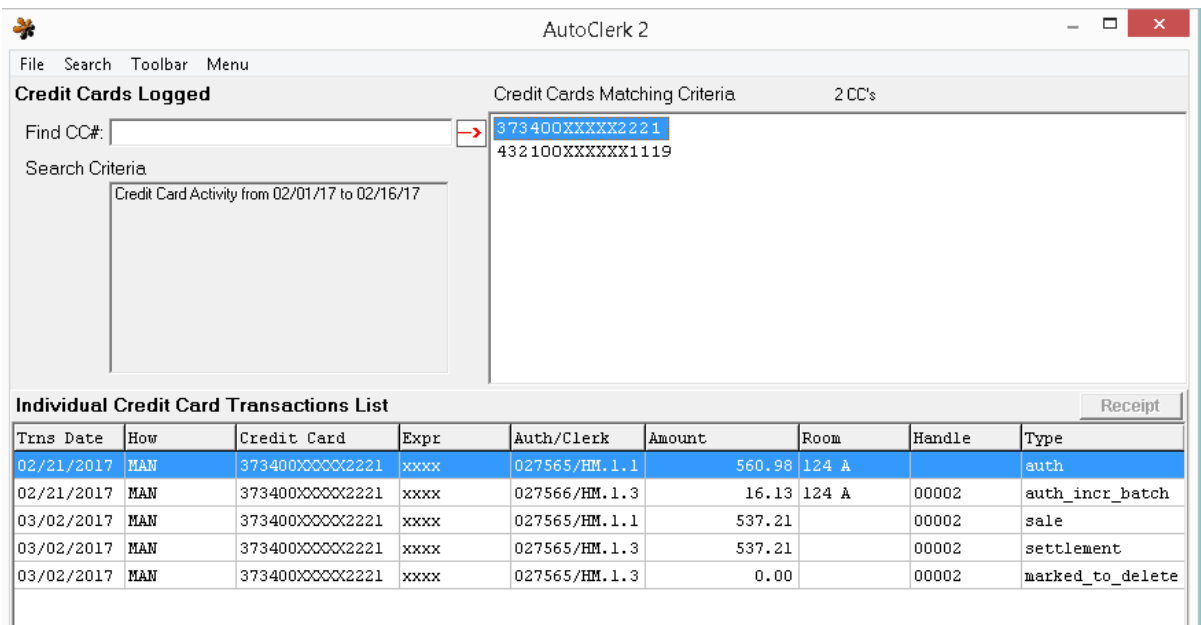 AutoClerk 2
File Search Toolbar Menu
Credit Cards Logged
Credit Cards Matching Criteria 2 CC's
Find CC#:
373400XXXXX2221
432100XXXXXX1119
Search Criteria
Credit Card Activity from 02/01/17 to 02/16/17
Individual Credit Card Transactions List
Receipt
Trns Date How Credit Card Expr Auth/Clerk Amount Room Handle Type
02/21/2017 MAN 373400XXXXX2221 xxxx 027565/HM.1.1 560.98 124 A auth
02/21/2017 MAN 373400XXXXX2221 xxxx 027566/HM.1.3 16.13 124 A 00002 auth_incr_batch
03/02/2017 MAN 373400XXXXX2221 xxxx 027565/HM.1.1 537.21 00002 sale
03/02/2017 MAN 373400XXXXX2221 xxxx 027565/HM.1.3 537.21 00002 settlement
03/02/2017 MAN 373400XXXXX2221 xxxx 027565/HM.1.3 0.00 00002 marked_to_delete